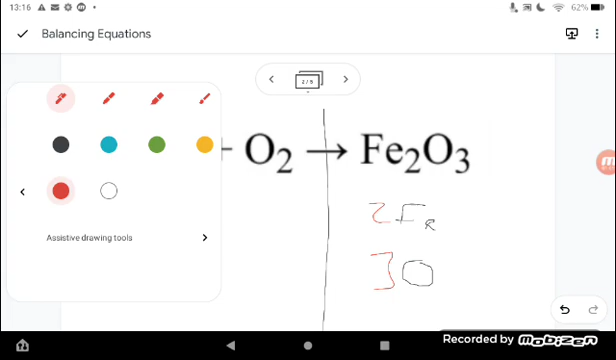 13:16
62%
Balancing Equations
2 / 5
+ O₂ → Fe₂O₃
2 Fe
3 O
Assistive drawing tools
Recorded by mobizen